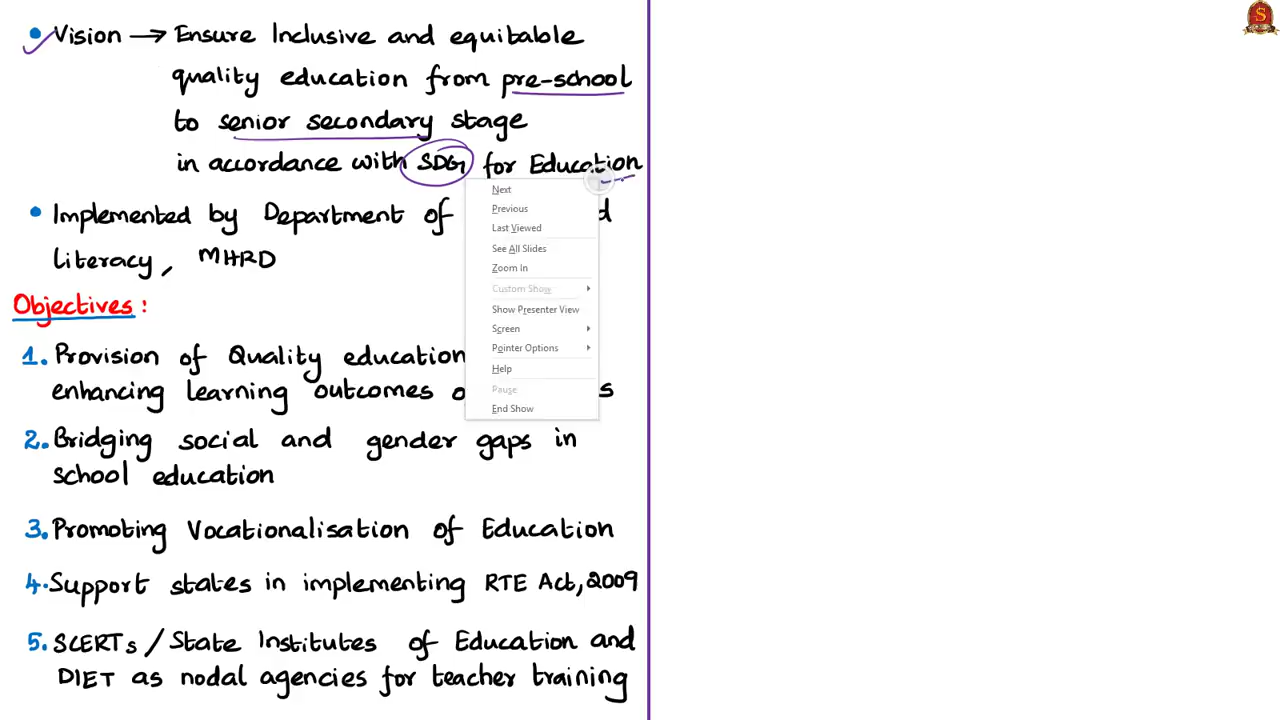 • Vision → Ensure Inclusive and equitable
quality education from pre-school
to senior secondary stage
in accordance with SDG for Education
• Implemented by Department of
Literacy, MHRD
Objectives :
1. Provision of Quality education
enhancing learning outcomes
2. Bridging social and gender gaps in
school education
3. Promoting Vocationalisation of Education
4. Support states in implementing RTE Act, 2009
5. SCERTs / State Institutes of Education and
DIET as nodal agencies for teacher training
Next
Previous
Last Viewed
See All Slides
Zoom In
Custom Show
Show Presenter View
Screen
Pointer Options
Help
Pause
End Show
S